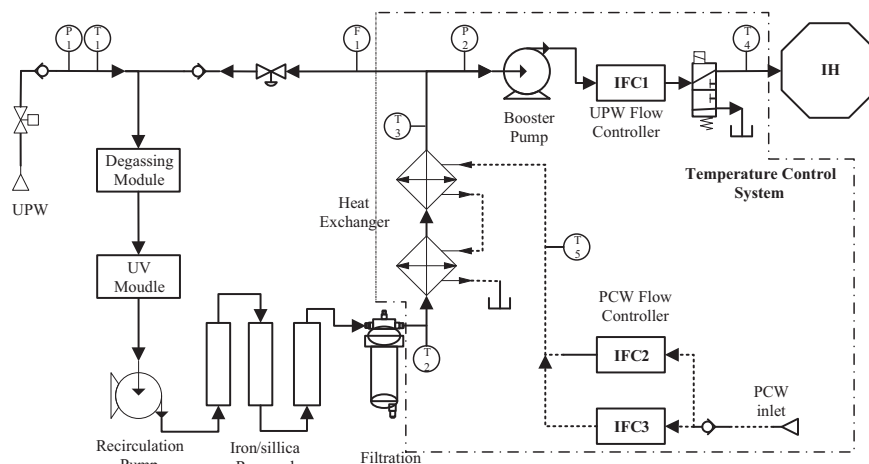 P
1
T
1
F
1
P
2
T
4
IH
IFC1
Booster
Pump
UPW Flow
Controller
T
3
Degassing
Module
UPW
Heat
Exchanger
Temperature Control
System
T
5
UV
Moudle
PCW Flow
Controller
T
2
IFC2
PCW
inlet
IFC3
Recirculation
Pump
Iron/sillica
Filtration